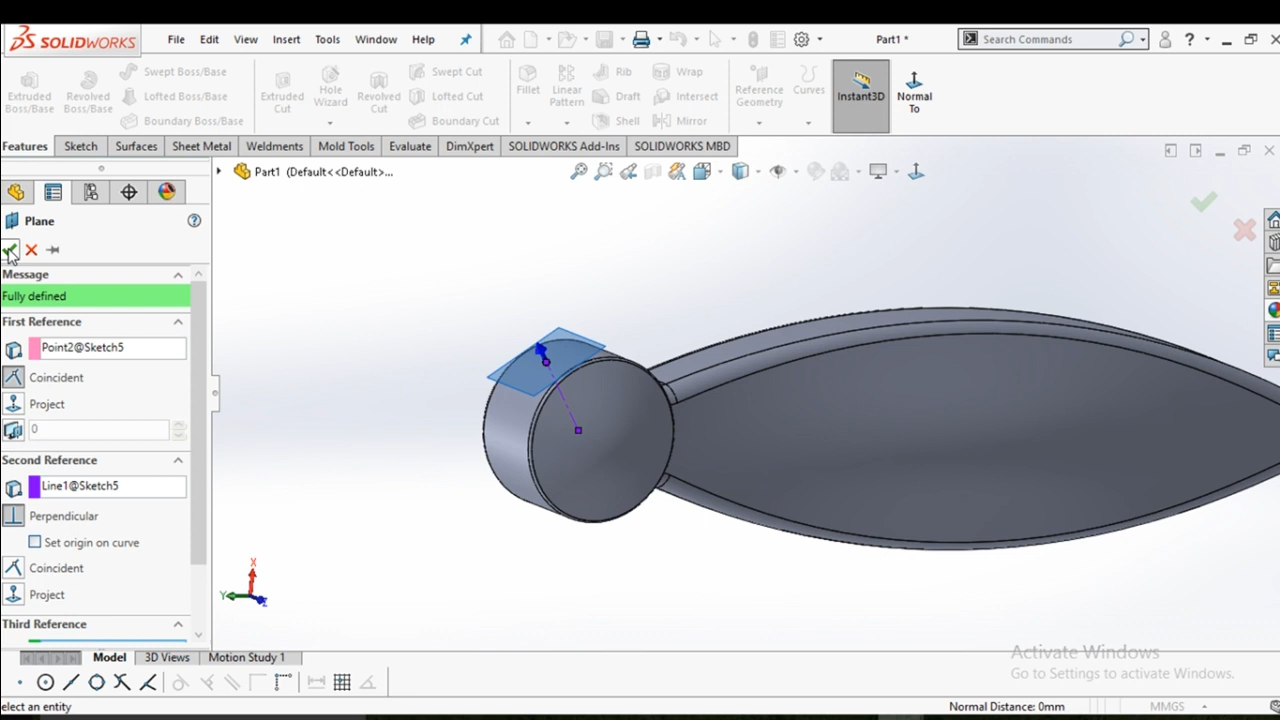 SOLIDWORKS File Edit View Insert Tools Window Help Part1 * Search Commands ?
Extruded Boss/Base Revolved Boss/Base Swept Boss/Base Lofted Boss/Base Boundary Boss/Base
Extruded Cut Hole Wizard Revolved Cut Swept Cut Lofted Cut Boundary Cut
Fillet Linear Pattern Rib Draft Shell Wrap Intersect Mirror
Reference Geometry Curves Instant3D Normal To
Features Sketch Surfaces Sheet Metal Weldments Mold Tools Evaluate DimXpert SOLIDWORKS Add-Ins SOLIDWORKS MBD
Part1 (Default<<Default>...
Plane
Message
Fully defined
First Reference
Point2@Sketch5
Coincident
Project
0
Second Reference
Line1@Sketch5
Perpendicular
Set origin on curve
Coincident
Project
Third Reference
X
Y
Z
Model 3D Views Motion Study 1
Activate Windows
Go to Settings to activate Windows.
elect an entity Normal Distance: 0mm MMGS